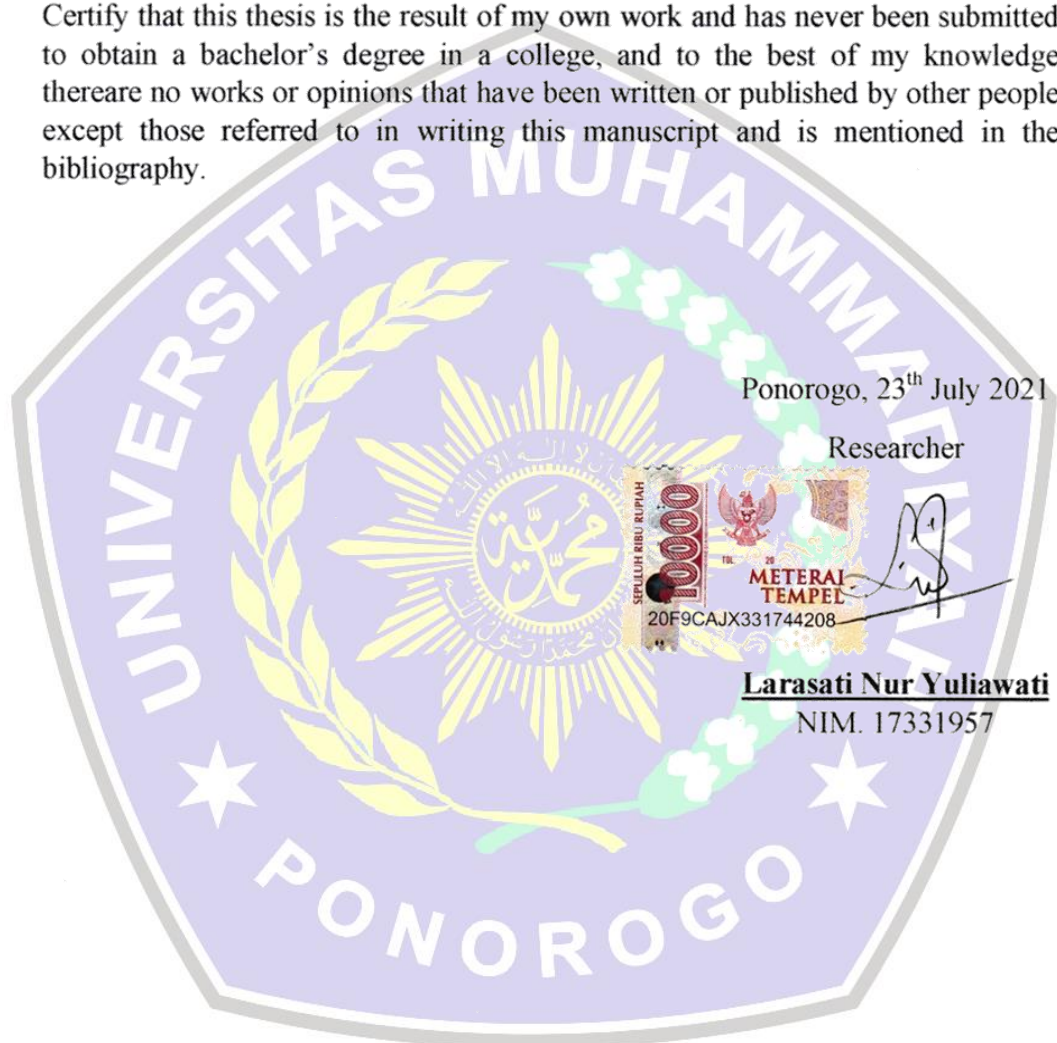 Certify that this thesis is the result of my own work and has never been submitted
to obtain a bachelor's degree in a college, and to the best of my knowledge
thereare no works or opinions that have been written or published by other people
except those referred to in writing this manuscript and is mentioned in the
bibliography.
UNIVERSITAS MUHAMMADIYAH
Ponorogo, 23th July 2021
Researcher
SEPULUH RIBU RUPIAH
10000
TGL. 20
METERAI
TEMPEL
20F9CAJX331744208
محمدية
Larasati Nur Yuliawati
NIM. 17331957
PONOROGO